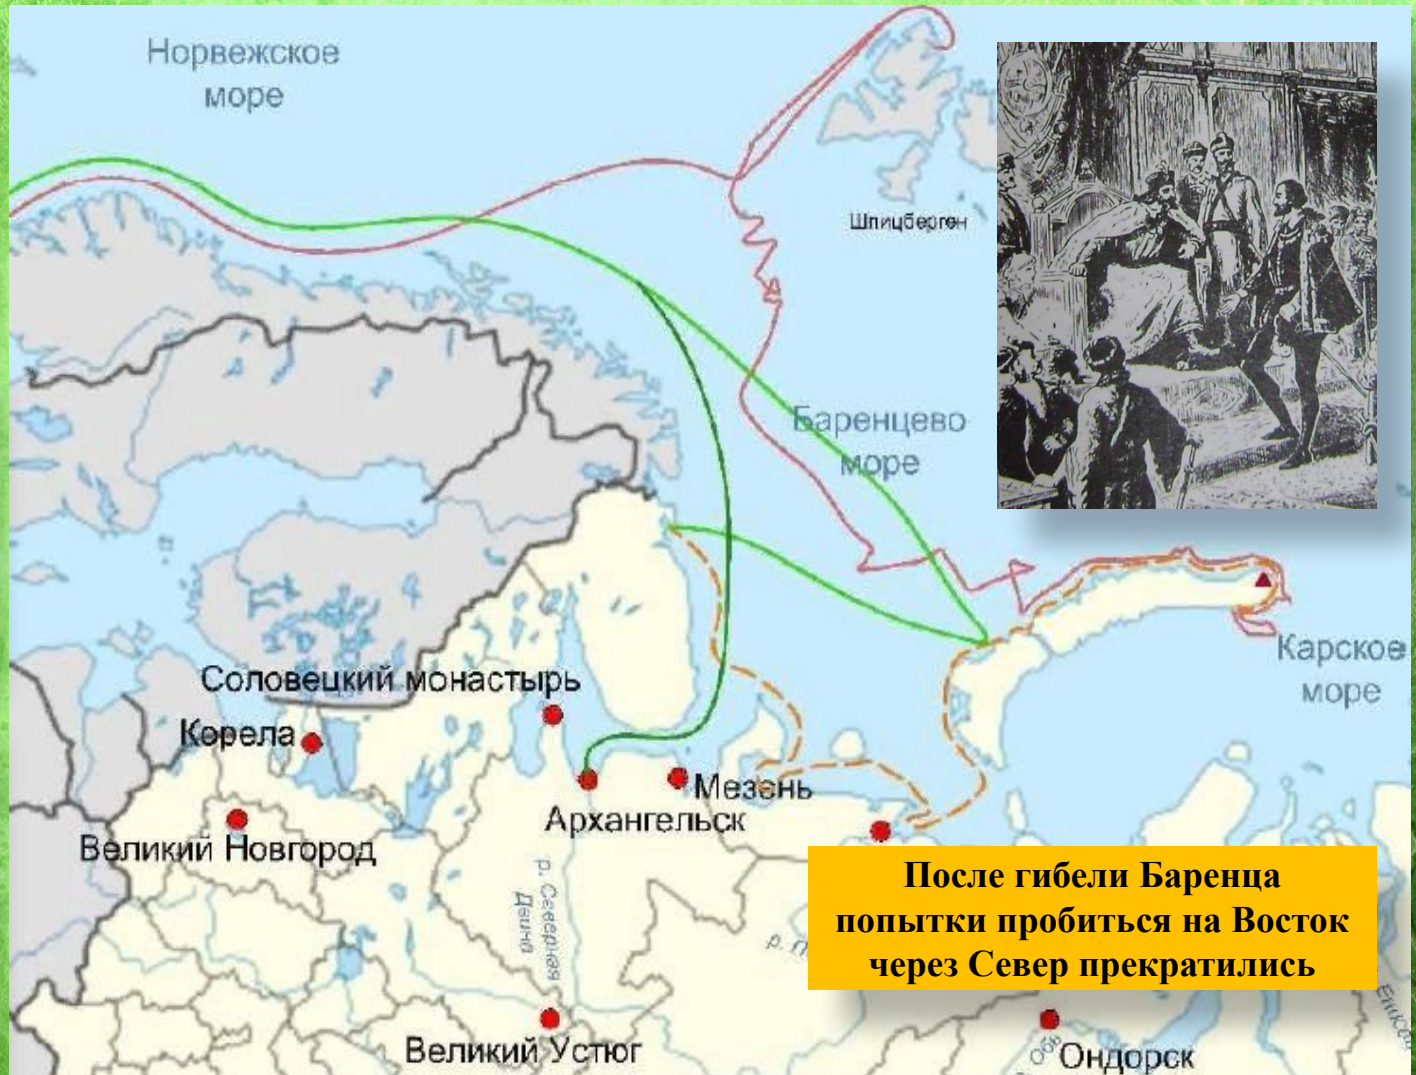 Норвежское
море
Шпицберген
Баренцево
море
Карское
море
Соловецкий монастырь
Корела
Мезень
Архангельск
Великий Новгород
р. Северная
Двина
После гибели Баренца
попытки пробиться на Восток
через Север прекратились
р.
Великий Устюг
Обь
Ондорск